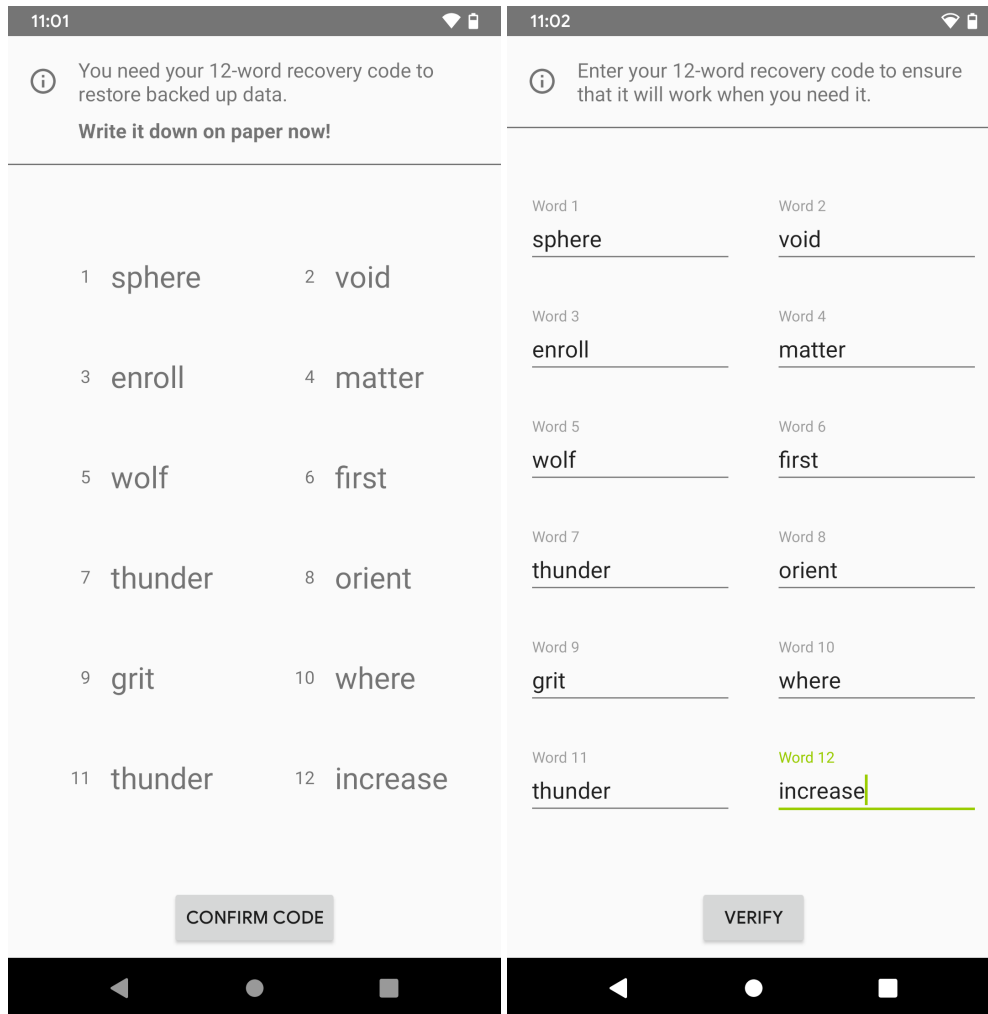 11:01
You need your 12-word recovery code to
restore backed up data.
Write it down on paper now!
1 sphere 2 void
3 enroll 4 matter
5 wolf 6 first
7 thunder 8 orient
9 grit 10 where
11 thunder 12 increase
CONFIRM CODE
11:02
Enter your 12-word recovery code to ensure
that it will work when you need it.
Word 1 Word 2
sphere void
Word 3 Word 4
enroll matter
Word 5 Word 6
wolf first
Word 7 Word 8
thunder orient
Word 9 Word 10
grit where
Word 11 Word 12
thunder increase
VERIFY